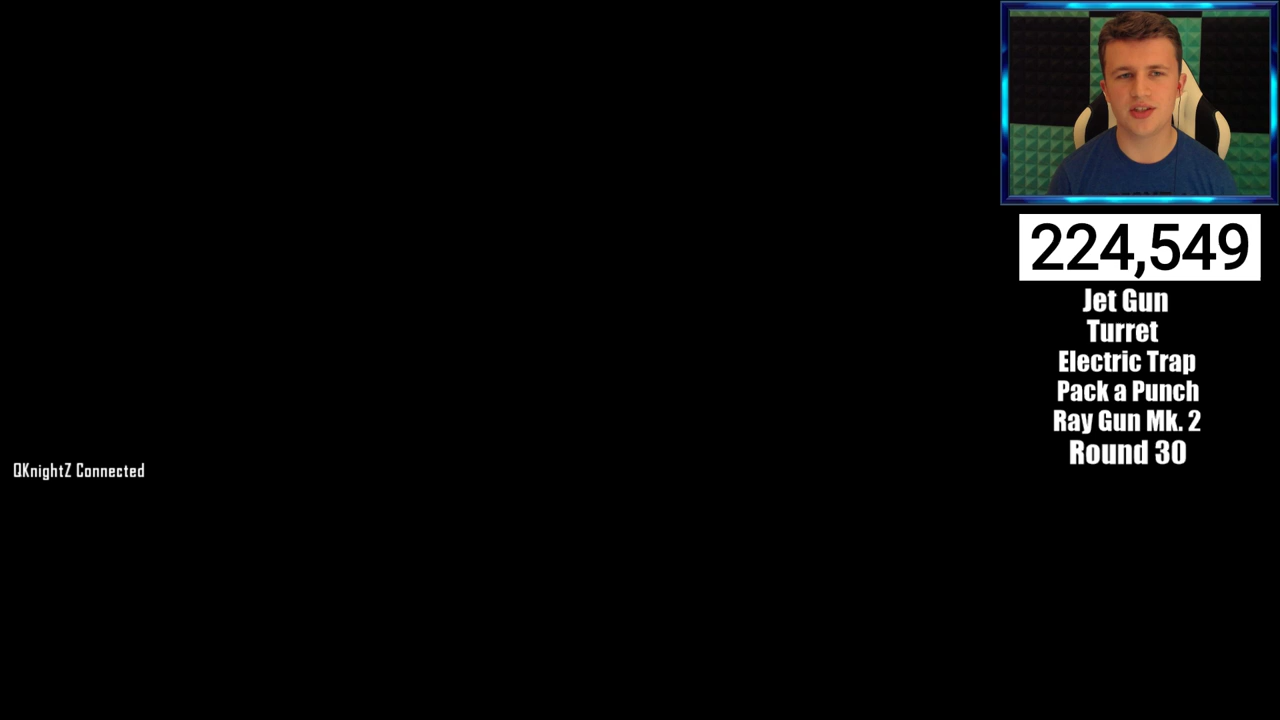 224,549
Jet Gun
Turret
Electric Trap
Pack a Punch
Ray Gun Mk. 2
Round 30
QKnightZ Connected